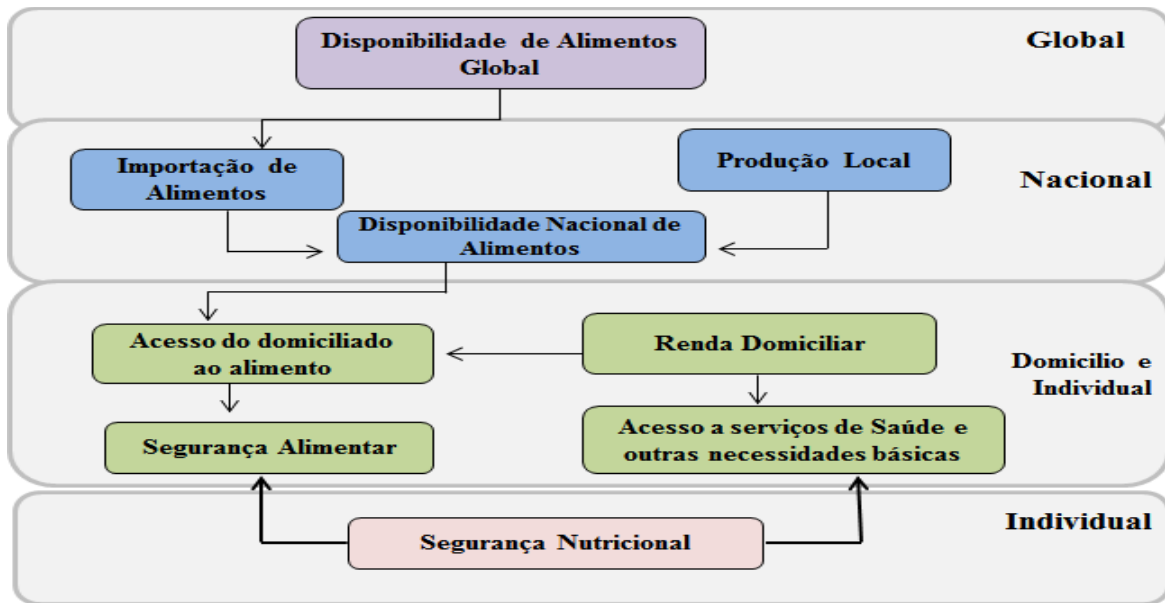 Disponibilidade de Alimentos
Global
Global
Importação de
Alimentos
Produção Local
Nacional
Disponibilidade Nacional de
Alimentos
Acesso do domiciliado
ao alimento
Renda Domiciliar
Domicilio e
Individual
Segurança Alimentar
Acesso a serviços de Saúde e
outras necessidades básicas
Individual
Segurança Nutricional